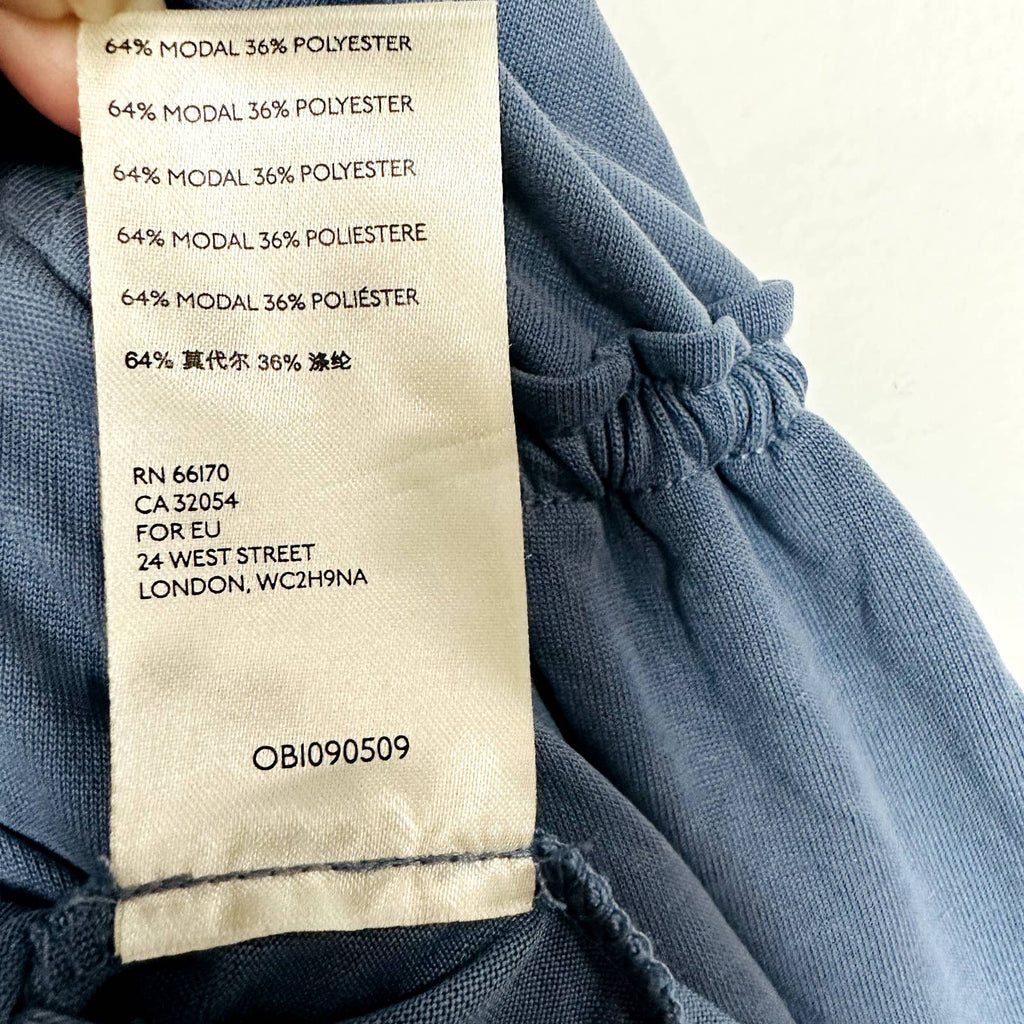 64% MODAL 36% POLYESTER
64% MODAL 36% POLYESTER
64% MODAL 36% POLYESTER
64% MODAL 36% POLIESTERE
64% MODAL 36% POLIÉSTER
64% 莫代尔 36% 涤纶
RN 66170
CA 32054
FOR EU
24 WEST STREET
LONDON, WC2H9NA
OB1090509